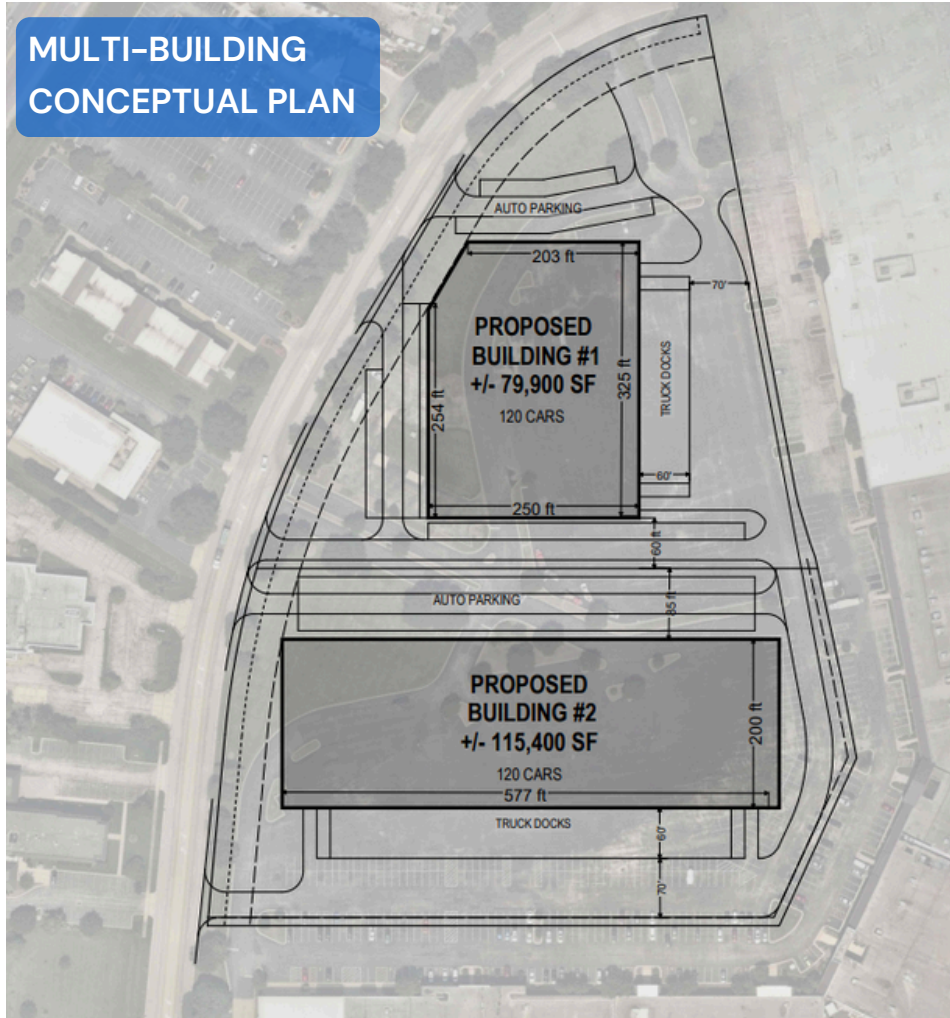 MULTI-BUILDING
CONCEPTUAL PLAN
AUTO PARKING
203 ft
70'
PROPOSED
BUILDING #1
+/- 79,900 SF
120 CARS
254 ft
325 ft
TRUCK DOCKS
60'
250 ft
60 ft
AUTO PARKING
85 ft
PROPOSED
BUILDING #2
+/- 115,400 SF
120 CARS
200 ft
577 ft
TRUCK DOCKS
60'
70'